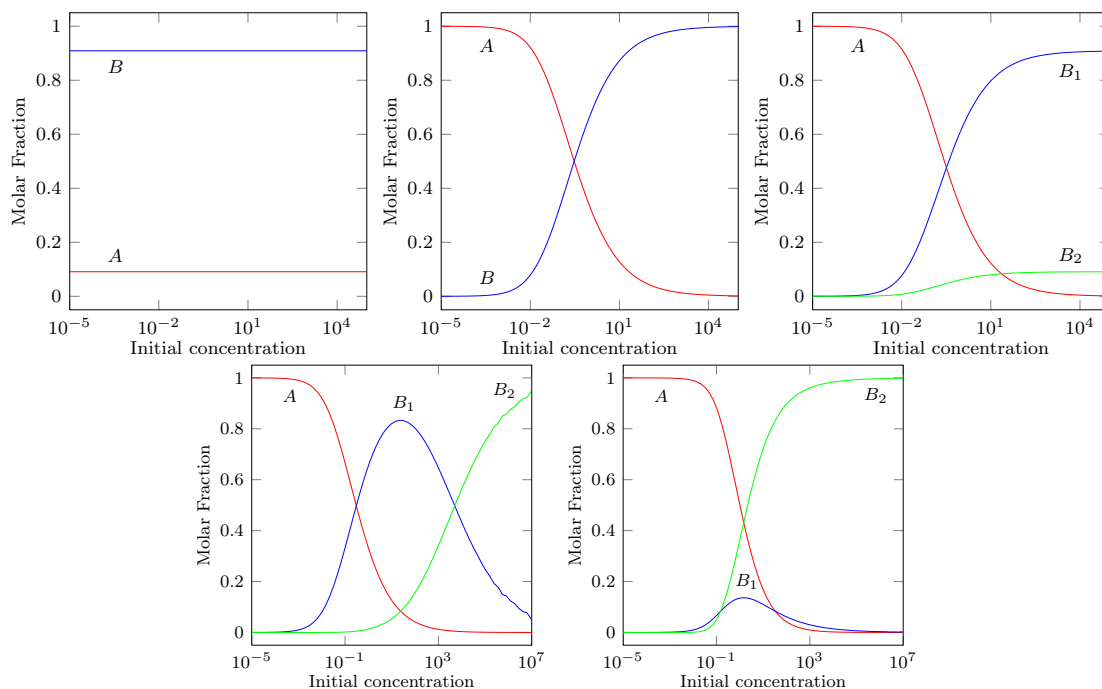 1
0.8
0.6
0.4
0.2
0
Molar Fraction
B
A
10^-5 10^-2 10^1 10^4
Initial concentration
1
0.8
0.6
0.4
0.2
0
Molar Fraction
A
B
10^-5 10^-2 10^1 10^4
Initial concentration
1
0.8
0.6
0.4
0.2
0
Molar Fraction
A
B_1
B_2
10^-5 10^-2 10^1 10^4
Initial concentration
1
0.8
0.6
0.4
0.2
0
Molar Fraction
A B_1 B_2
10^-5 10^-1 10^3 10^7
Initial concentration
1
0.8
0.6
0.4
0.2
0
Molar Fraction
A B_2
B_1
10^-5 10^-1 10^3 10^7
Initial concentration